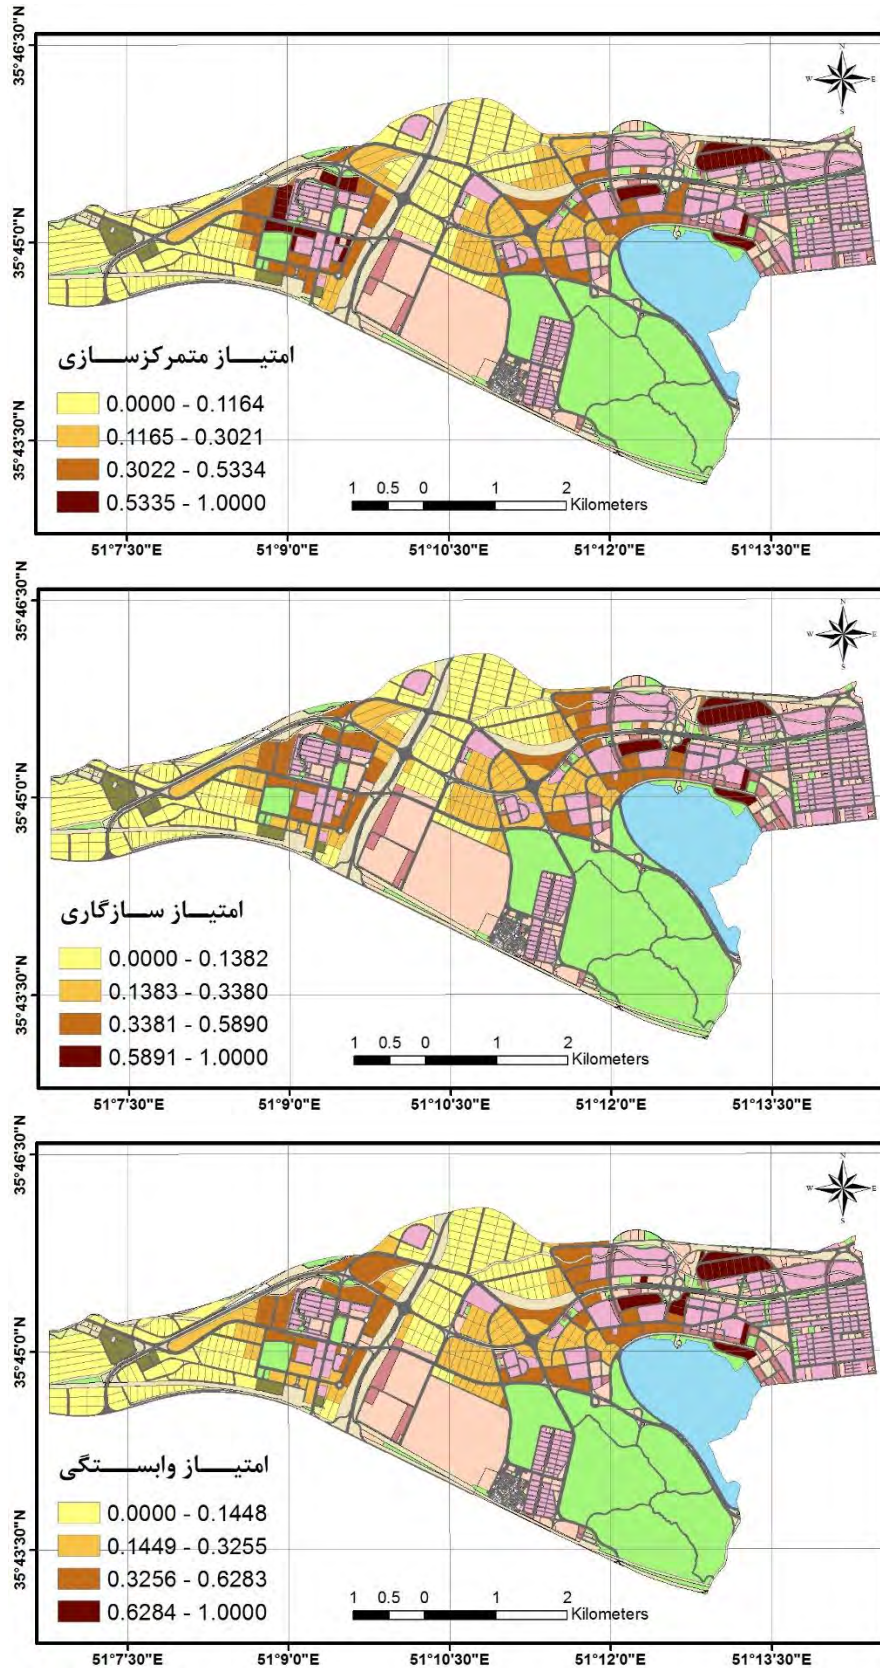 35°46'30"N
N
W
E
S
35°45'0"N
امتیـــاز متمرکزســـازی
0.0000 - 0.1164
0.1165 - 0.3021
0.3022 - 0.5334
0.5335 - 1.0000
35°43'30"N
1 0.5 0 1 2
Kilometers
51°7'30"E 51°9'0"E 51°10'30"E 51°12'0"E 51°13'30"E
35°46'30"N
N
W
E
S
35°45'0"N
امتیـــاز ســـازگاری
0.0000 - 0.1382
0.1383 - 0.3380
0.3381 - 0.5890
0.5891 - 1.0000
35°43'30"N
1 0.5 0 1 2
Kilometers
51°7'30"E 51°9'0"E 51°10'30"E 51°12'0"E 51°13'30"E
35°46'30"N
N
W
E
S
35°45'0"N
امتیـــاز وابســـتگی
0.0000 - 0.1448
0.1449 - 0.3255
0.3256 - 0.6283
0.6284 - 1.0000
35°43'30"N
1 0.5 0 1 2
Kilometers
51°7'30"E 51°9'0"E 51°10'30"E 51°12'0"E 51°13'30"E